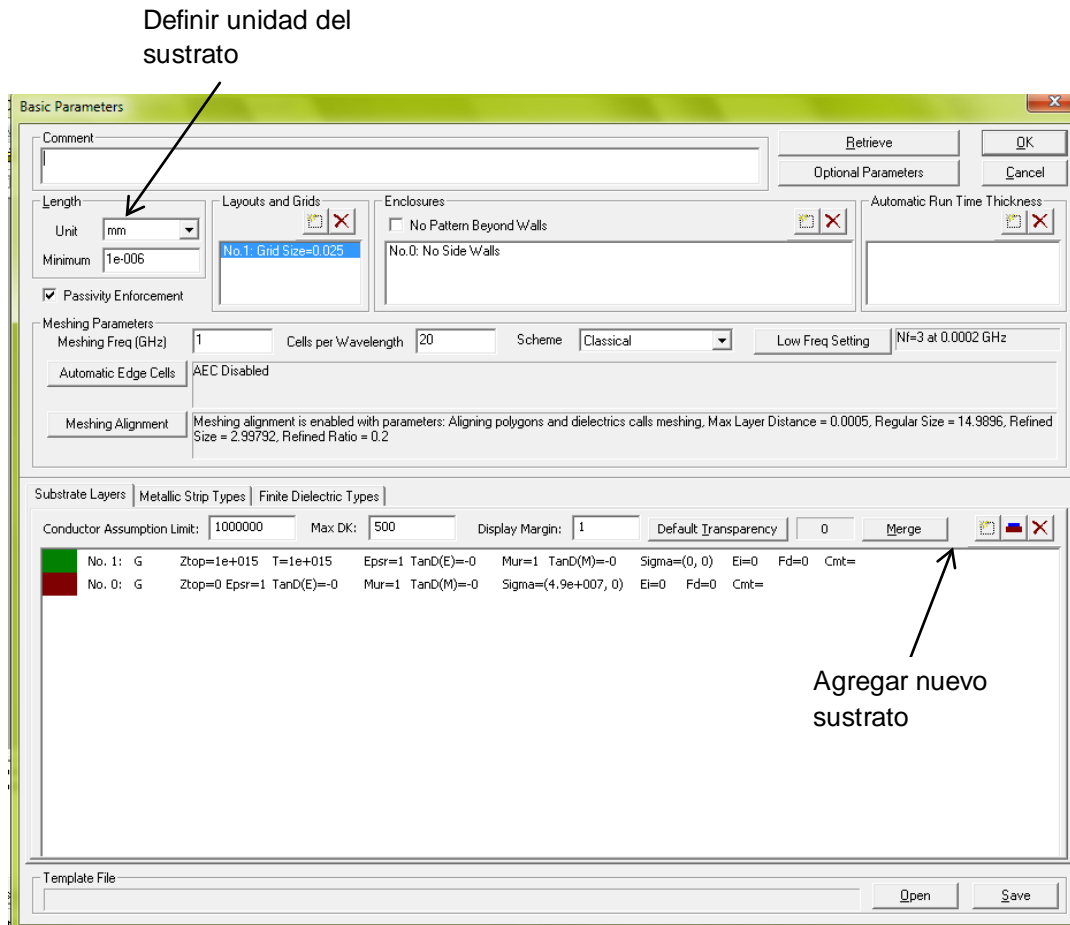 Definir unidad del
sustrato
Basic Parameters
Comment
Retrieve
OK
Optional Parameters
Cancel
Length
Unit mm
Minimum 1e-006
Layouts and Grids
No.1: Grid Size=0.025
Enclosures
No Pattern Beyond Walls
No.0: No Side Walls
Automatic Run Time Thickness
Passivity Enforcement
Meshing Parameters
Meshing Freq (GHz) 1 Cells per Wavelength 20 Scheme Classical Low Freq Setting Nf=3 at 0.0002 GHz
Automatic Edge Cells AEC Disabled
Meshing Alignment Meshing alignment is enabled with parameters: Aligning polygons and dielectrics calls meshing, Max Layer Distance = 0.0005, Regular Size = 14.9896, Refined
Size = 2.99792, Refined Ratio = 0.2
Substrate Layers Metallic Strip Types Finite Dielectric Types
Conductor Assumption Limit: 1000000 Max DK: 500 Display Margin: 1 Default Transparency 0 Merge
No. 1: G Ztop=1e+015 T=1e+015 Epsr=1 TanD(E)=-0 Mur=1 TanD(M)=-0 Sigma=(0, 0) Ei=0 Fd=0 Cmt=
No. 0: G Ztop=0 Epsr=1 TanD(E)=-0 Mur=1 TanD(M)=-0 Sigma=(4.9e+007, 0) Ei=0 Fd=0 Cmt=
Agregar nuevo
sustrato
Template File
Open
Save